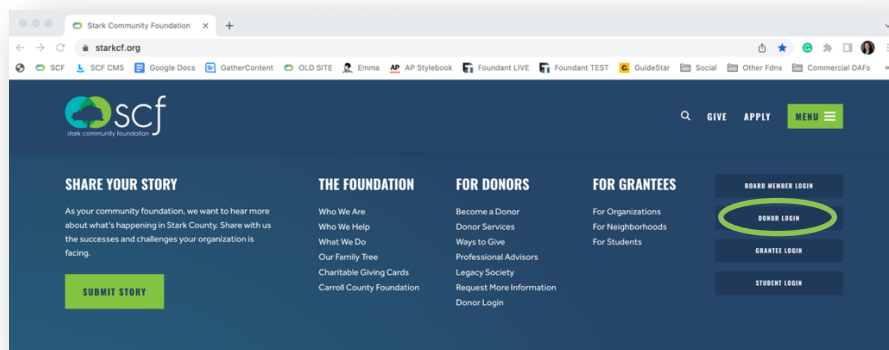 Stark Community Foundation
starkcf.org
SCF SCF CMS Google Docs GatherContent OLD SITE Emma AP AP Stylebook Foundant LIVE Foundant TEST GuideStar Social Other Fdns Commercial DAFs
scf
stark community foundation
GIVE APPLY MENU
SHARE YOUR STORY
As your community foundation, we want to hear more
about what's happening in Stark County. Share with us
the successes and challenges your organization is
facing.
SUBMIT STORY
THE FOUNDATION
Who We Are
Who We Help
What We Do
Our Family Tree
Charitable Giving Cards
Carroll County Foundation
FOR DONORS
Become a Donor
Donor Services
Ways to Give
Professional Advisors
Legacy Society
Request More Information
Donor Login
FOR GRANTEES
For Organizations
For Neighborhoods
For Students
BOARD MEMBER LOGIN
DONOR LOGIN
GRANTEE LOGIN
STUDENT LOGIN